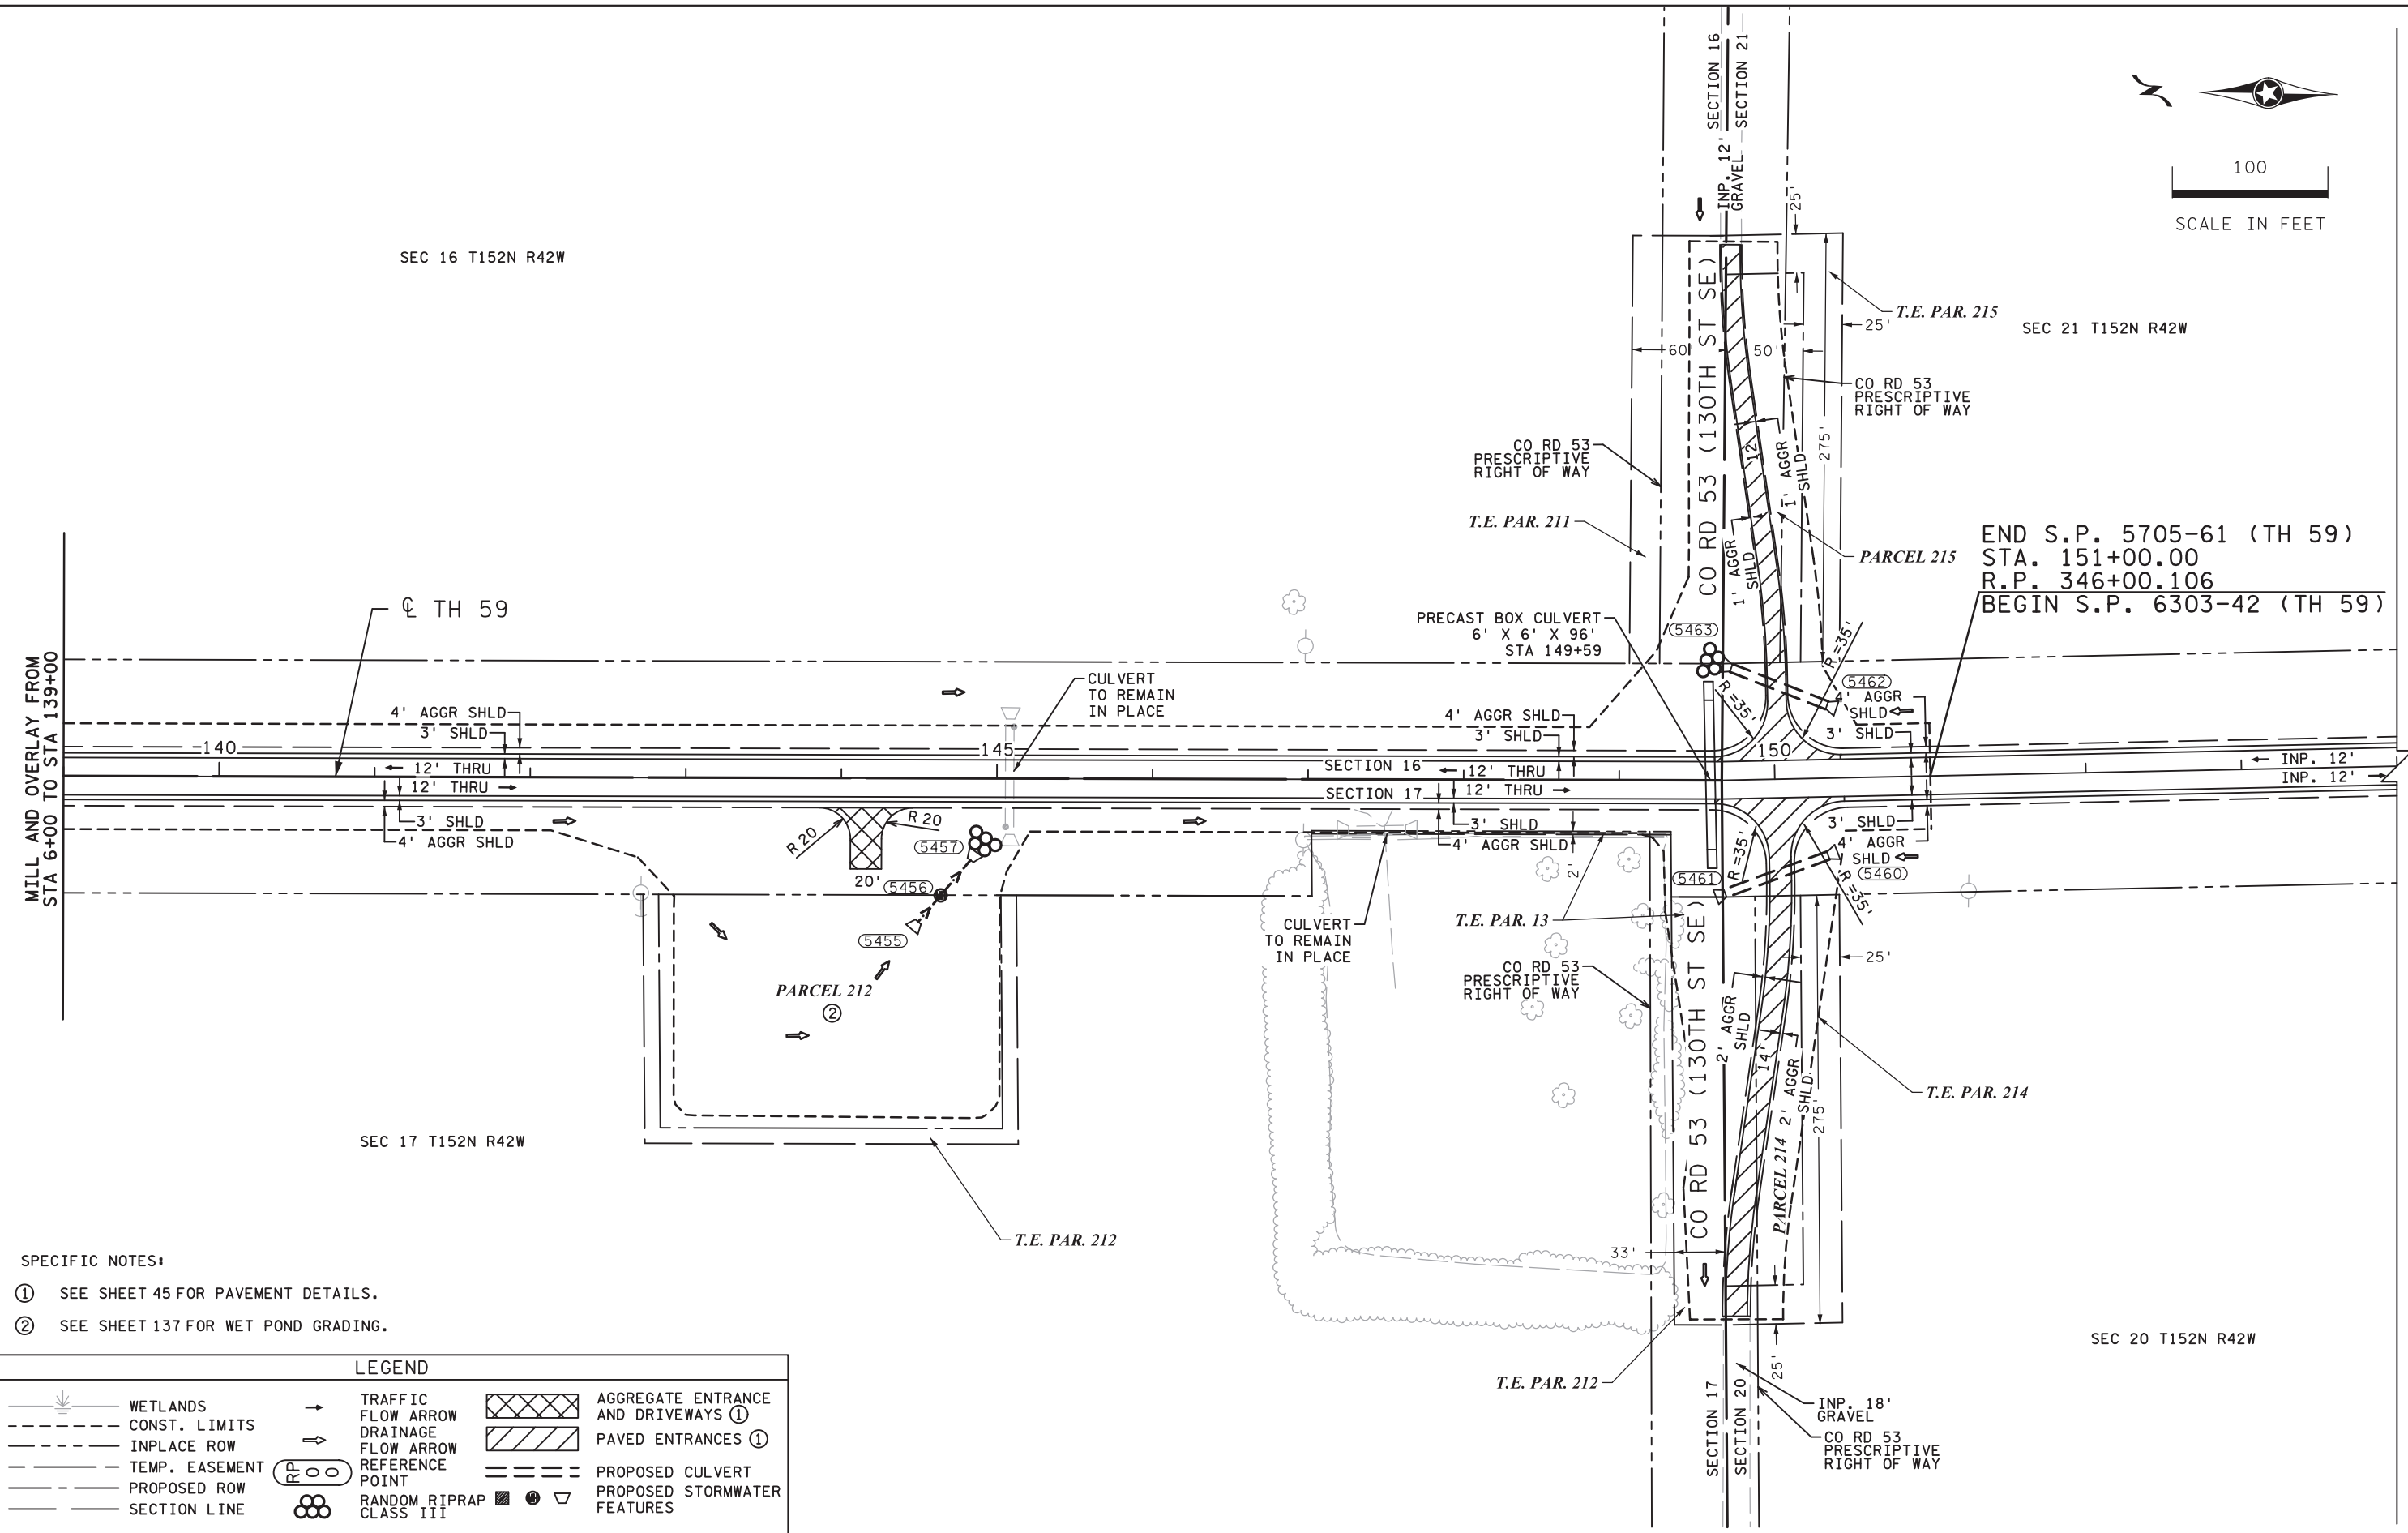 SECTION 16
SECTION 21
INP. 12'
GRAVEL
25'
100
SCALE IN FEET
SEC 16 T152N R42W
T.E. PAR. 215
25'
SEC 21 T152N R42W
60'
50'
CO RD 53
PRESCRIPTIVE
RIGHT OF WAY
CO RD 53 (130TH ST SE)
275'
12'
1' AGGR
SHLD
CO RD 53
PRESCRIPTIVE
RIGHT OF WAY
T.E. PAR. 211
1' AGGR
SHLD
PARCEL 215
END S.P. 5705-61 (TH 59)
STA. 151+00.00
R.P. 346+00.106
BEGIN S.P. 6303-42 (TH 59)
℄ TH 59
PRECAST BOX CULVERT
6' X 6' X 96'
STA 149+59
5463
R =35'
R =35'
5462
MILL AND OVERLAY FROM
STA 6+00 TO STA 139+00
CULVERT
TO REMAIN
IN PLACE
4' AGGR SHLD
3' SHLD
4' AGGR SHLD
3' SHLD
4' AGGR
SHLD
3' SHLD
140
145
150
12' THRU
12' THRU
SECTION 16
12' THRU
SECTION 17
12' THRU
INP. 12'
INP. 12'
3' SHLD
4' AGGR SHLD
R 20
R 20
20'
5457
5456
5455
3' SHLD
4' AGGR SHLD
2'
R =35'
R =35'
3' SHLD
4' AGGR
SHLD
5461
5460
CULVERT
TO REMAIN
IN PLACE
T.E. PAR. 13
CO RD 53
PRESCRIPTIVE
RIGHT OF WAY
25'
PARCEL 212
2
CO RD 53 (130TH ST SE)
2' AGGR
SHLD
14'
2' AGGR
SHLD
275'
PARCEL 214
T.E. PAR. 214
SEC 17 T152N R42W
T.E. PAR. 212
33'
T.E. PAR. 212
25'
SEC 20 T152N R42W
INP. 18'
GRAVEL
CO RD 53
PRESCRIPTIVE
RIGHT OF WAY
SECTION 17
SECTION 20
SPECIFIC NOTES:
1 SEE SHEET 45 FOR PAVEMENT DETAILS.
2 SEE SHEET 137 FOR WET POND GRADING.
LEGEND
WETLANDS
CONST. LIMITS
INPLACE ROW
TEMP. EASEMENT
PROPOSED ROW
SECTION LINE
TRAFFIC
FLOW ARROW
DRAINAGE
FLOW ARROW
RP
REFERENCE
POINT
RANDOM RIPRAP
CLASS III
AGGREGATE ENTRANCE
AND DRIVEWAYS 1
PAVED ENTRANCES 1
PROPOSED CULVERT
PROPOSED STORMWATER
FEATURES